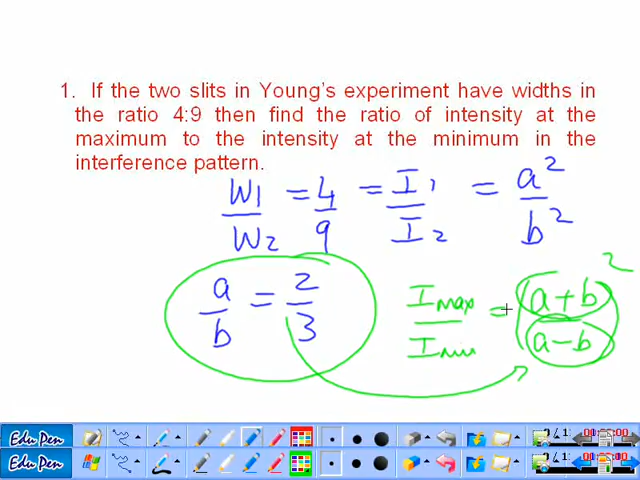 1. If the two slits in Young's experiment have widths in
the ratio 4:9 then find the ratio of intensity at the
maximum to the intensity at the minimum in the
interference pattern.
W1/W2 = 4/9 = I1/I2 = a²/b²
a/b = 2/3
Imax/Imin = (a+b/a-b)²
Edu Pen
Edu Pen